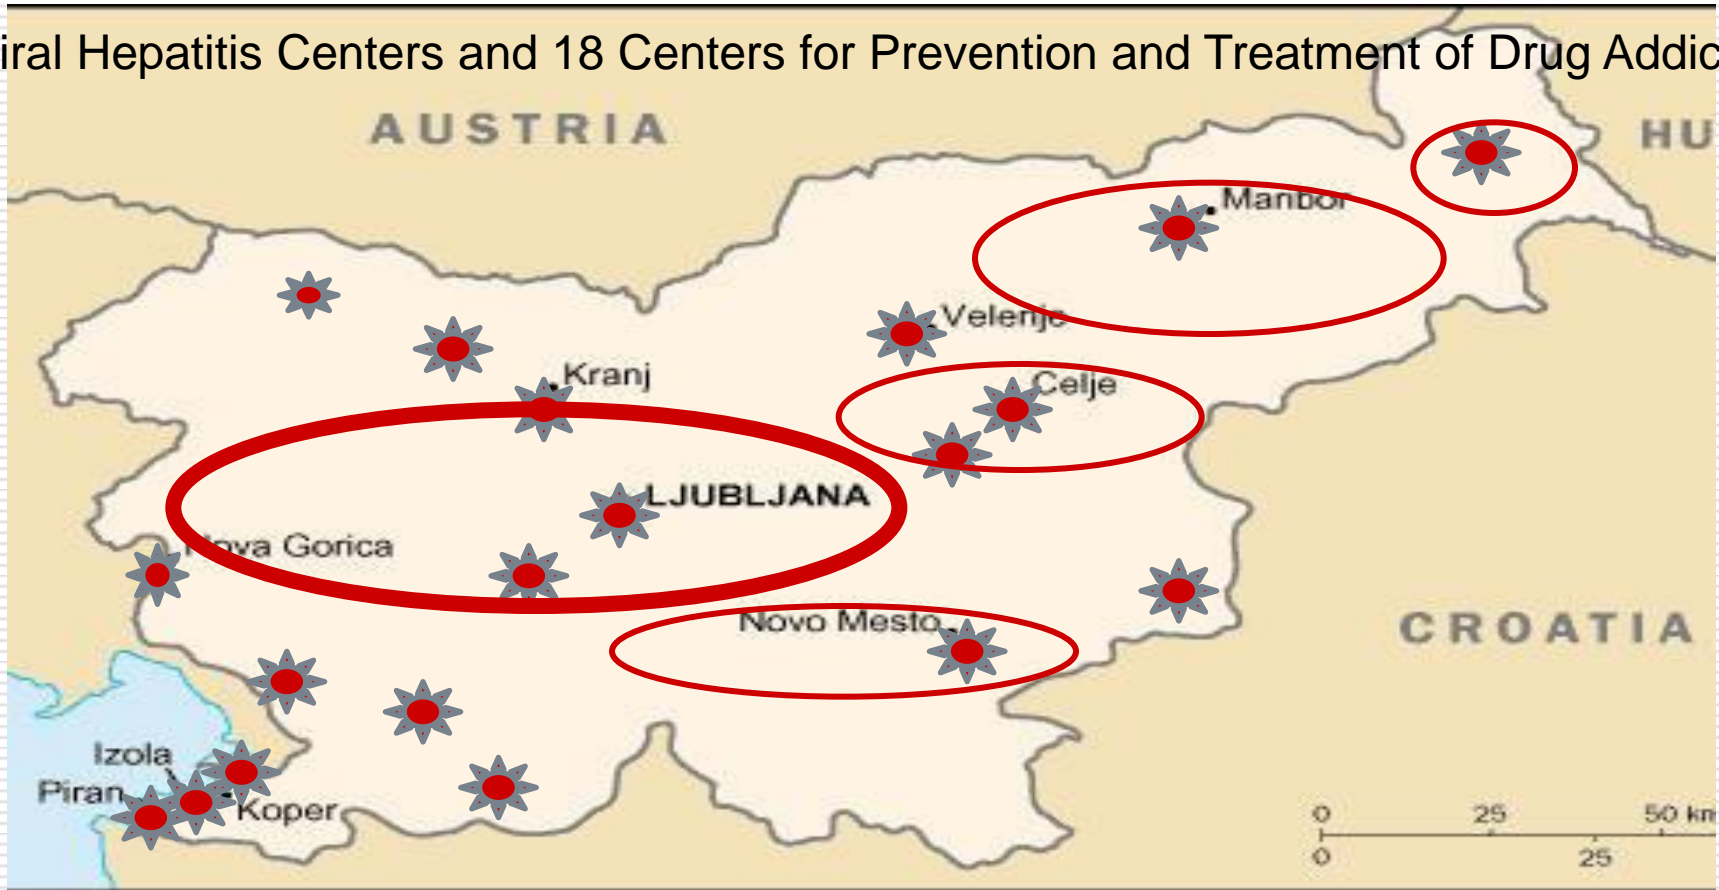 iral Hepatitis Centers and 18 Centers for Prevention and Treatment of Drug Addic
AUSTRIA
HU
Maribor
Velenje
Kranj
Celje
LJUBLJANA
Nova Gorica
Novo Mesto
CROATIA
Izola
Piran
Koper
0 25 50 km
0 25